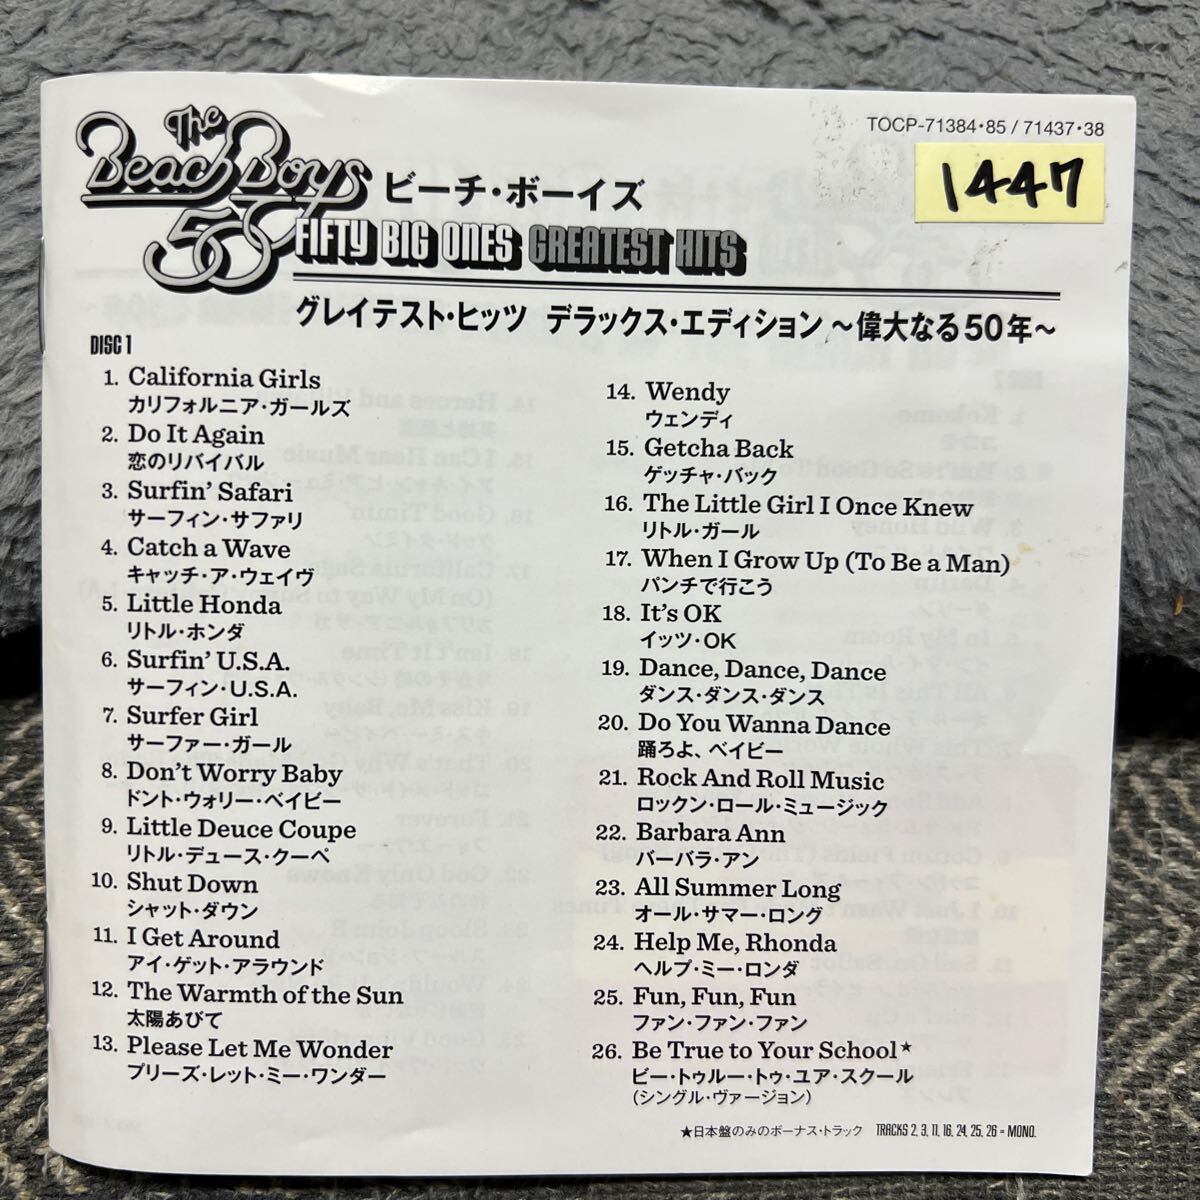 TOCP-71384・85 / 71437・38
1447
The
Beach Boys
50
ビーチ・ボーイズ
FIFTY BIG ONES GREATEST HITS
グレイテスト・ヒッツ デラックス・エディション〜偉大なる50年〜
DISC 1
1. California Girls
カリフォルニア・ガールズ
2. Do It Again
恋のリバイバル
3. Surfin' Safari
サーフィン・サファリ
4. Catch a Wave
キャッチ・ア・ウェイヴ
5. Little Honda
リトル・ホンダ
6. Surfin' U.S.A.
サーフィン・U.S.A.
7. Surfer Girl
サーファー・ガール
8. Don't Worry Baby
ドント・ウォリー・ベイビー
9. Little Deuce Coupe
リトル・デュース・クーペ
10. Shut Down
シャット・ダウン
11. I Get Around
アイ・ゲット・アラウンド
12. The Warmth of the Sun
太陽あびて
13. Please Let Me Wonder
プリーズ・レット・ミー・ワンダー
14. Wendy
ウェンディ
15. Getcha Back
ゲッチャ・バック
16. The Little Girl I Once Knew
リトル・ガール
17. When I Grow Up (To Be a Man)
パンチで行こう
18. It's OK
イッツ・OK
19. Dance, Dance, Dance
ダンス・ダンス・ダンス
20. Do You Wanna Dance
踊ろよ、ベイビー
21. Rock And Roll Music
ロックン・ロール・ミュージック
22. Barbara Ann
バーバラ・アン
23. All Summer Long
オール・サマー・ロング
24. Help Me, Rhonda
ヘルプ・ミー・ロンダ
25. Fun, Fun, Fun
ファン・ファン・ファン
26. Be True to Your School★
ビー・トゥルー・トゥ・ユア・スクール
(シングル・ヴァージョン)
★日本盤のみのボーナス・トラック TRACKS 2, 3, 11, 16, 24, 25, 26 = MONO.